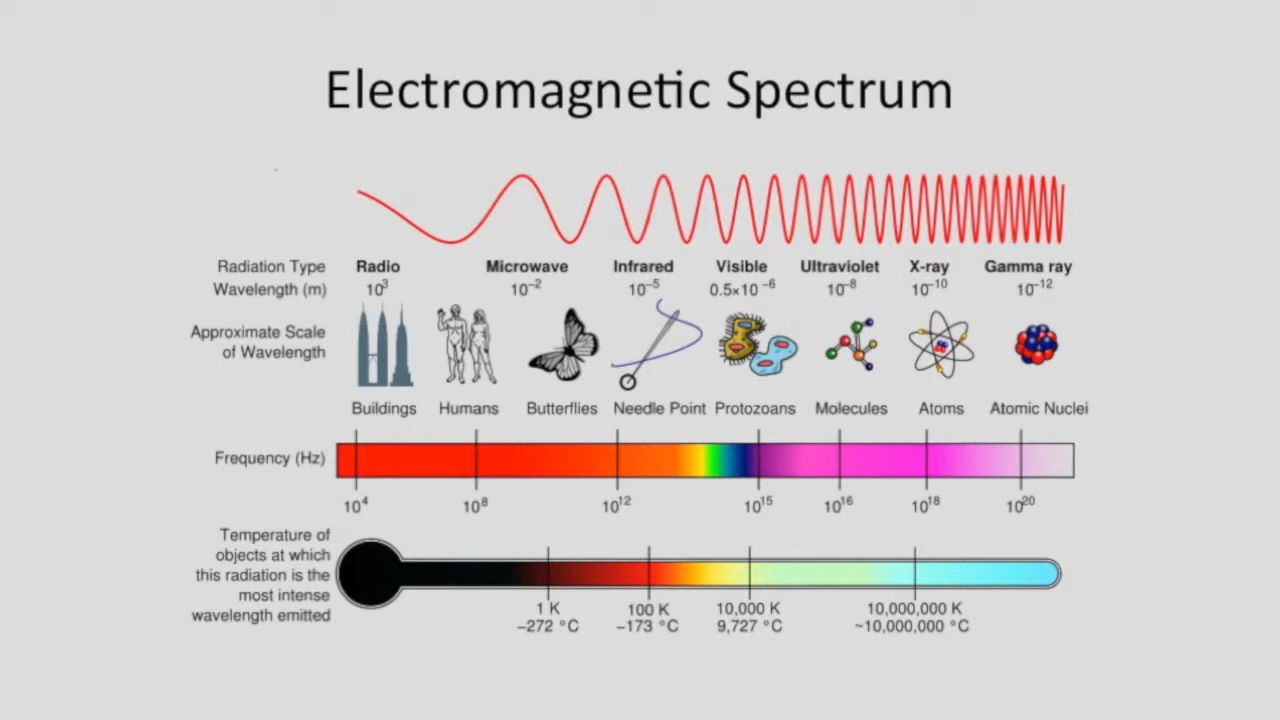 Electromagnetic Spectrum
Radiation Type Radio Microwave Infrared Visible Ultraviolet X-ray Gamma ray
Wavelength (m) 10³ 10⁻² 10⁻⁵ 0.5×10⁻⁶ 10⁻⁸ 10⁻¹⁰ 10⁻¹²
Approximate Scale
of Wavelength
Buildings Humans Butterflies Needle Point Protozoans Molecules Atoms Atomic Nuclei
Frequency (Hz)
10⁴ 10⁸ 10¹² 10¹⁵ 10¹⁶ 10¹⁸ 10²⁰
Temperature of
objects at which
this radiation is the
most intense
wavelength emitted
1 K 100 K 10,000 K 10,000,000 K
−272 °C −173 °C 9,727 °C ~10,000,000 °C